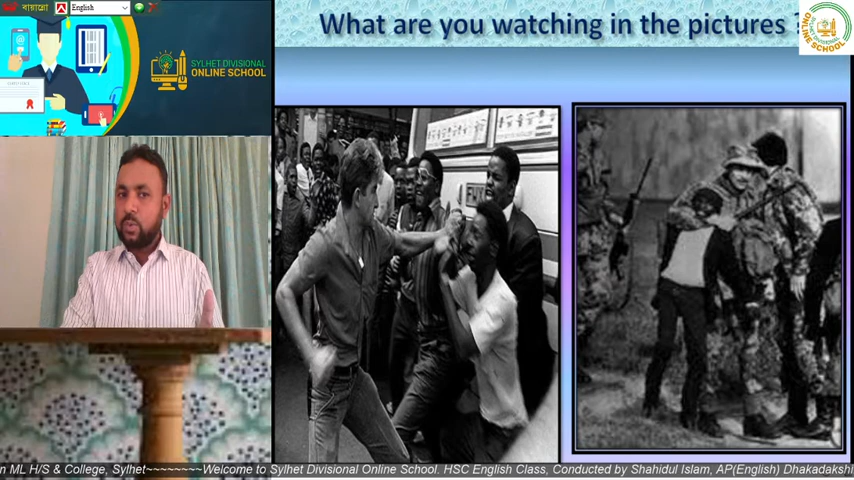 বায়ান্নো
English
What are you watching in the pictures ?
ONLINE SCHOOL
SYLHET DIVISIONAL
ONLINE SCHOOL
n ML H/S & College, Sylhet~~~~~~~~Welcome to Sylhet Divisional Online School. HSC English Class, Conducted by Shahidul Islam, AP(English) Dhakadakshi